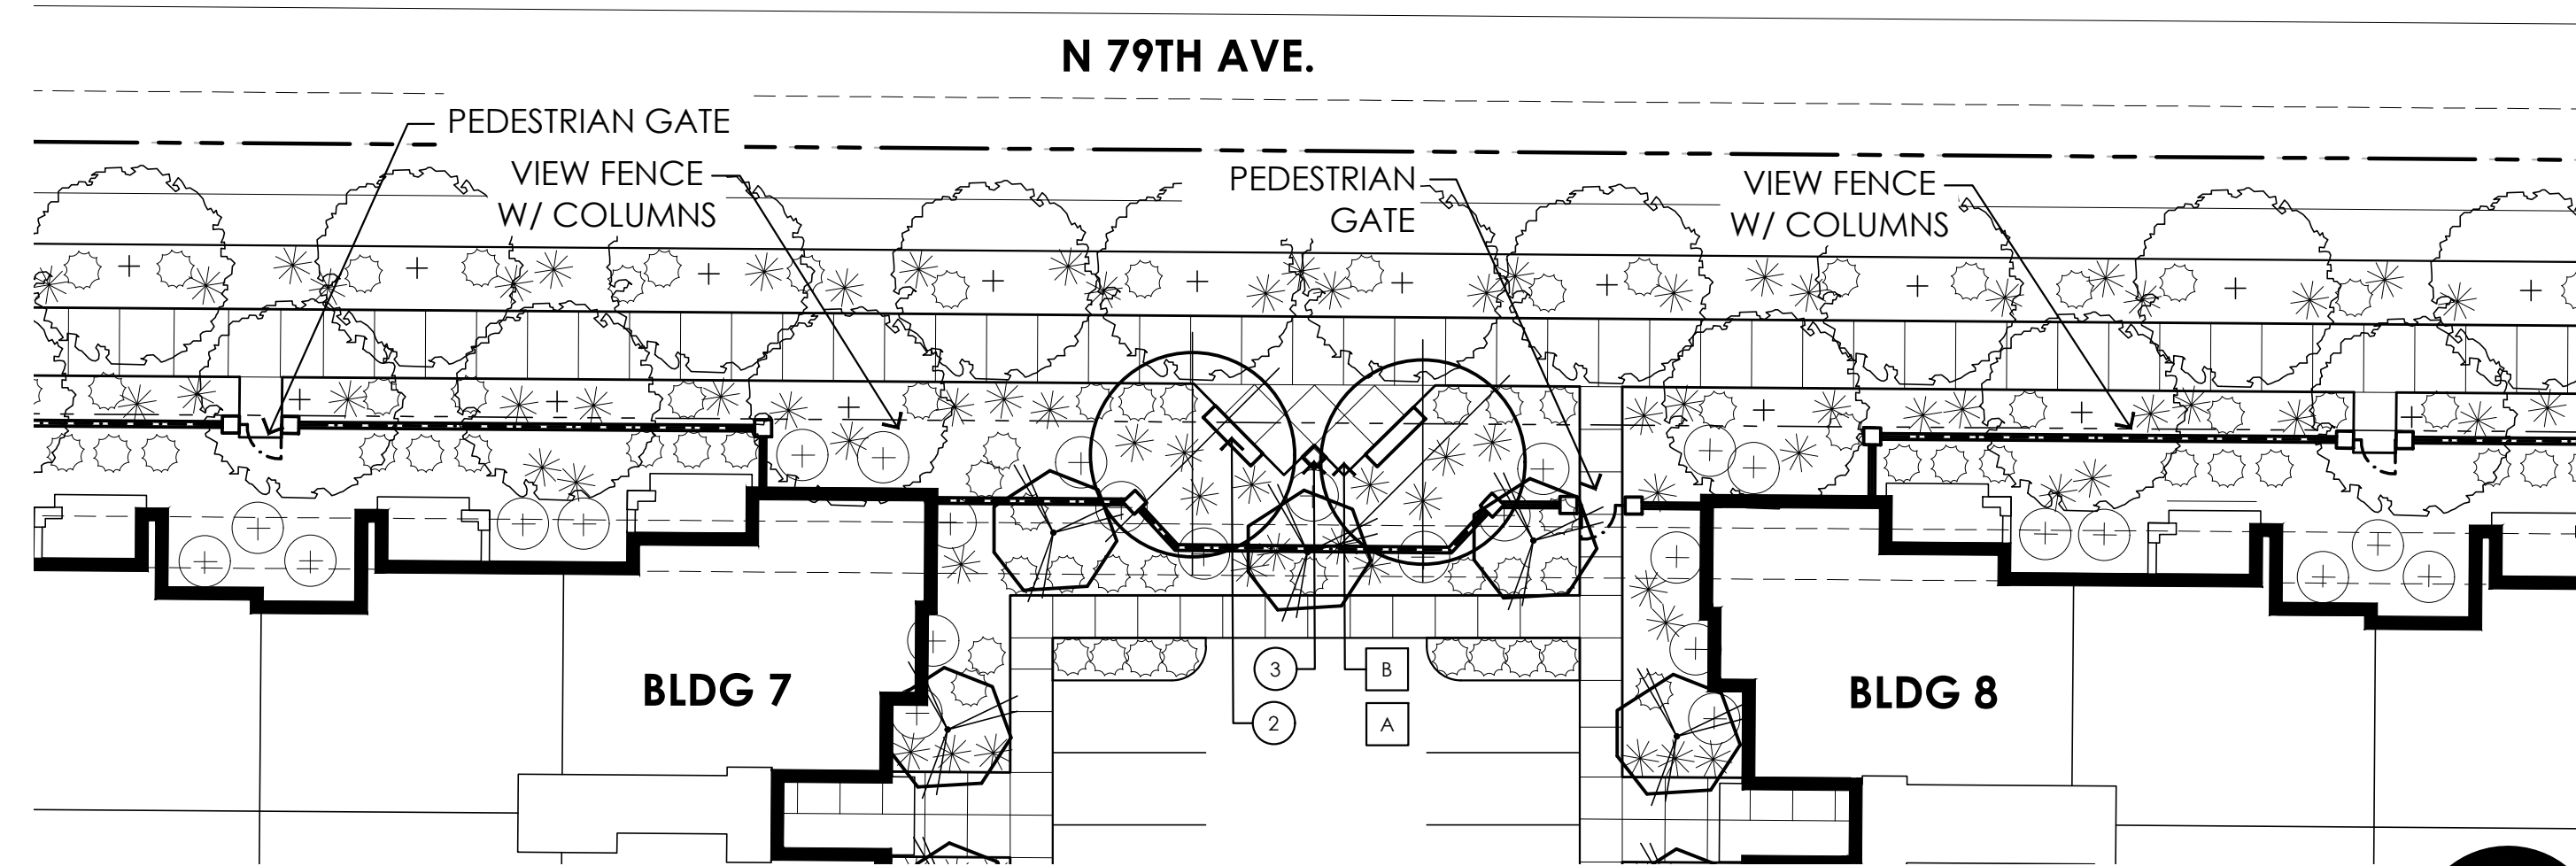 N 79TH AVE.
PEDESTRIAN GATE
VIEW FENCE
W/ COLUMNS
PEDESTRIAN
GATE
VIEW FENCE
W/ COLUMNS
BLDG 7
3
B
2
A
BLDG 8